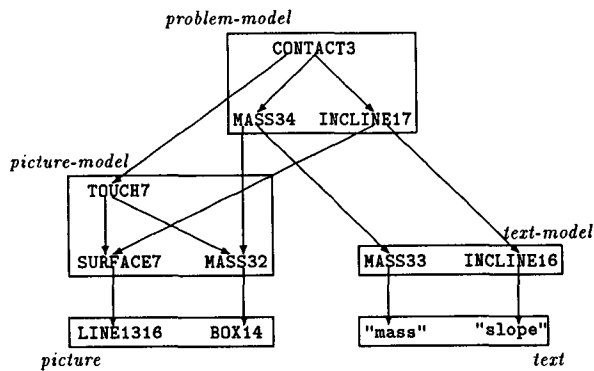 problem-model
CONTACT3
MASS34 INCLINE17
picture-model
TOUCH7
text-model
SURFACE7 MASS32 MASS33 INCLINE16
LINE1316 BOX14 "mass" "slope"
picture text